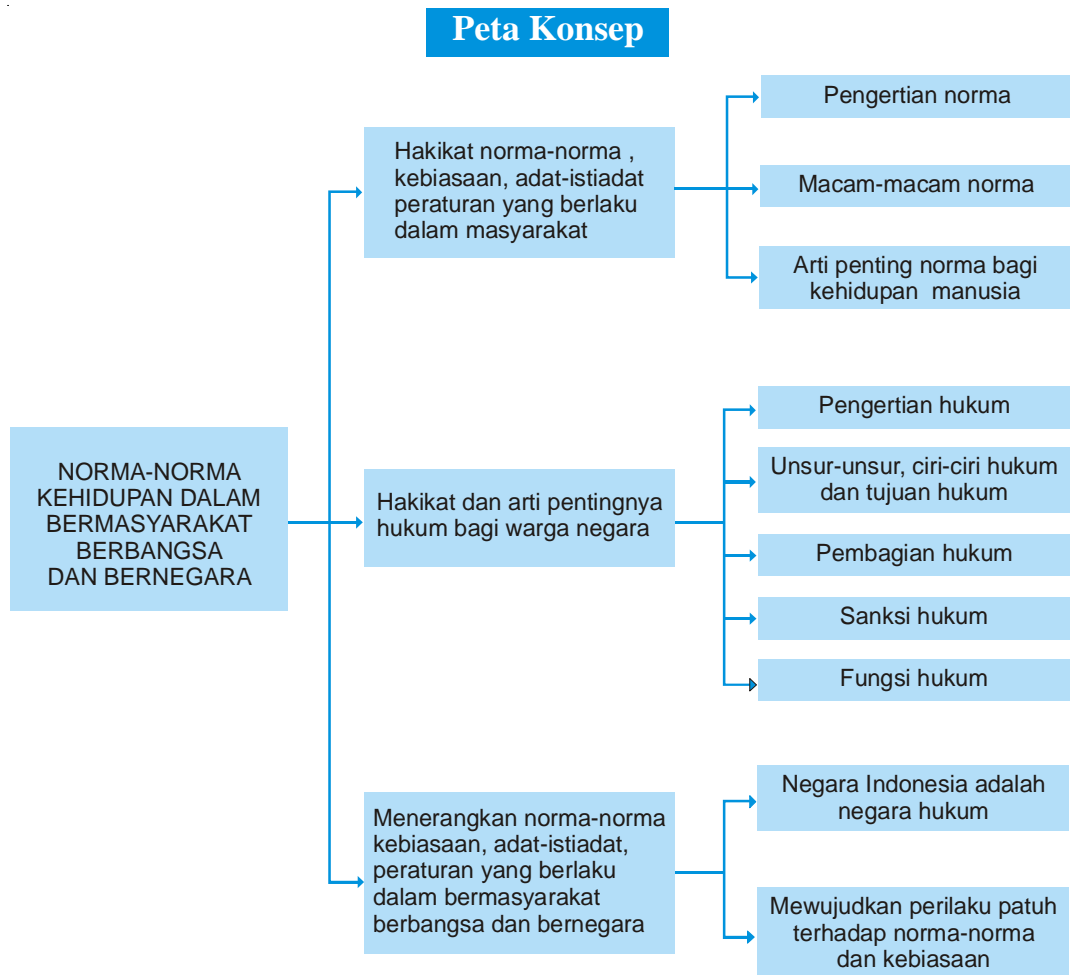 Peta Konsep
NORMA-NORMA
KEHIDUPAN DALAM
BERMASYARAKAT
BERBANGSA
DAN BERNEGARA
Hakikat norma-norma ,
kebiasaan, adat-istiadat
peraturan yang berlaku
dalam masyarakat
Pengertian norma
Macam-macam norma
Arti penting norma bagi
kehidupan manusia
Hakikat dan arti pentingnya
hukum bagi warga negara
Pengertian hukum
Unsur-unsur, ciri-ciri hukum
dan tujuan hukum
Pembagian hukum
Sanksi hukum
Fungsi hukum
Menerangkan norma-norma
kebiasaan, adat-istiadat,
peraturan yang berlaku
dalam bermasyarakat
berbangsa dan bernegara
Negara Indonesia adalah
negara hukum
Mewujudkan perilaku patuh
terhadap norma-norma
dan kebiasaan